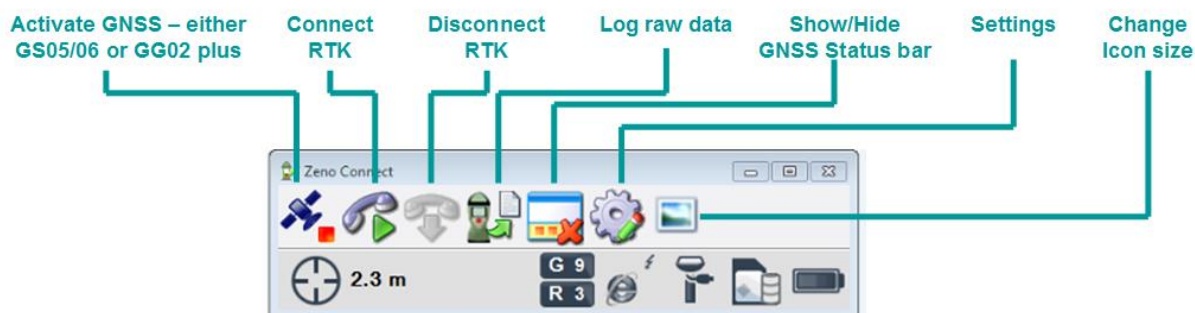 Activate GNSS – either
GS05/06 or GG02 plus
Connect
RTK
Disconnect
RTK
Log raw data
Show/Hide
GNSS Status bar
Settings
Change
Icon size
Zeno Connect
2.3 m
G 9
R 3